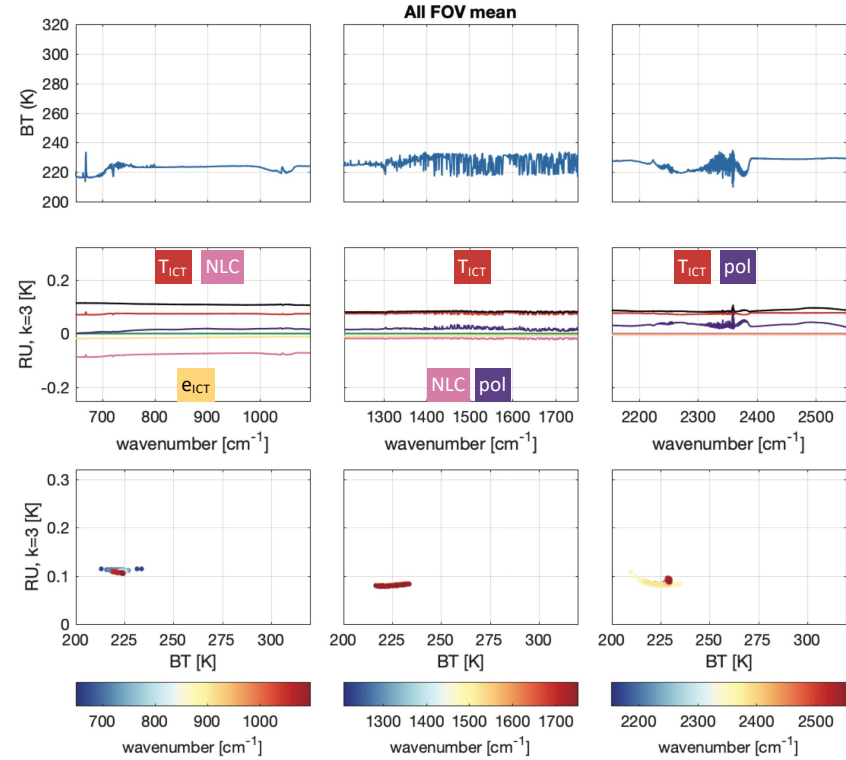 All FOV mean
320
300
280
260
240
220
200
BT (K)
T_ICT NLC
T_ICT
T_ICT pol
0.2
0
-0.2
RU, k=3 [K]
e_ICT
NLC pol
700 800 900 1000
1300 1400 1500 1600 1700
2200 2300 2400 2500
wavenumber [cm⁻¹] wavenumber [cm⁻¹] wavenumber [cm⁻¹]
0.3
0.2
0.1
0
RU, k=3 [K]
200 225 250 275 300
200 225 250 275 300
200 225 250 275 300
BT [K] BT [K] BT [K]
700 800 900 1000
1300 1400 1500 1600 1700
2200 2300 2400 2500
wavenumber [cm⁻¹] wavenumber [cm⁻¹] wavenumber [cm⁻¹]